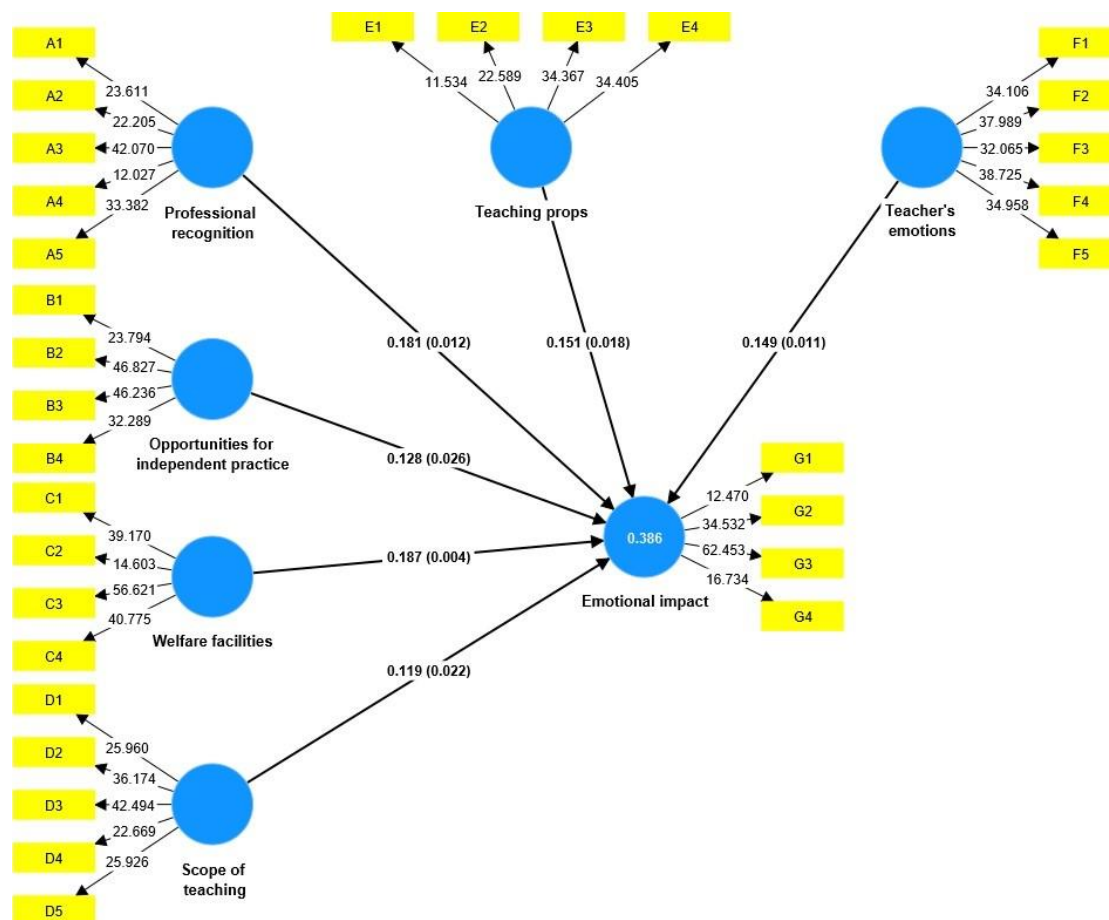 E1
E2
E3
E4
11.534
22.589
34.367
34.405
Teaching props
A1
A2
A3
A4
A5
23.611
22.205
42.070
12.027
33.382
Professional
recognition
F1
F2
F3
F4
F5
34.106
37.989
32.065
38.725
34.958
Teacher's
emotions
0.181 (0.012)
0.151 (0.018)
0.149 (0.011)
B1
B2
B3
B4
23.794
46.827
46.236
32.289
Opportunities for
independent practice
0.128 (0.026)
C1
C2
C3
C4
39.170
14.603
56.621
40.775
Welfare facilities
0.187 (0.004)
0.386
Emotional impact
G1
G2
G3
G4
12.470
34.532
62.453
16.734
0.119 (0.022)
D1
D2
D3
D4
D5
25.960
36.174
42.494
22.669
25.926
Scope of
teaching